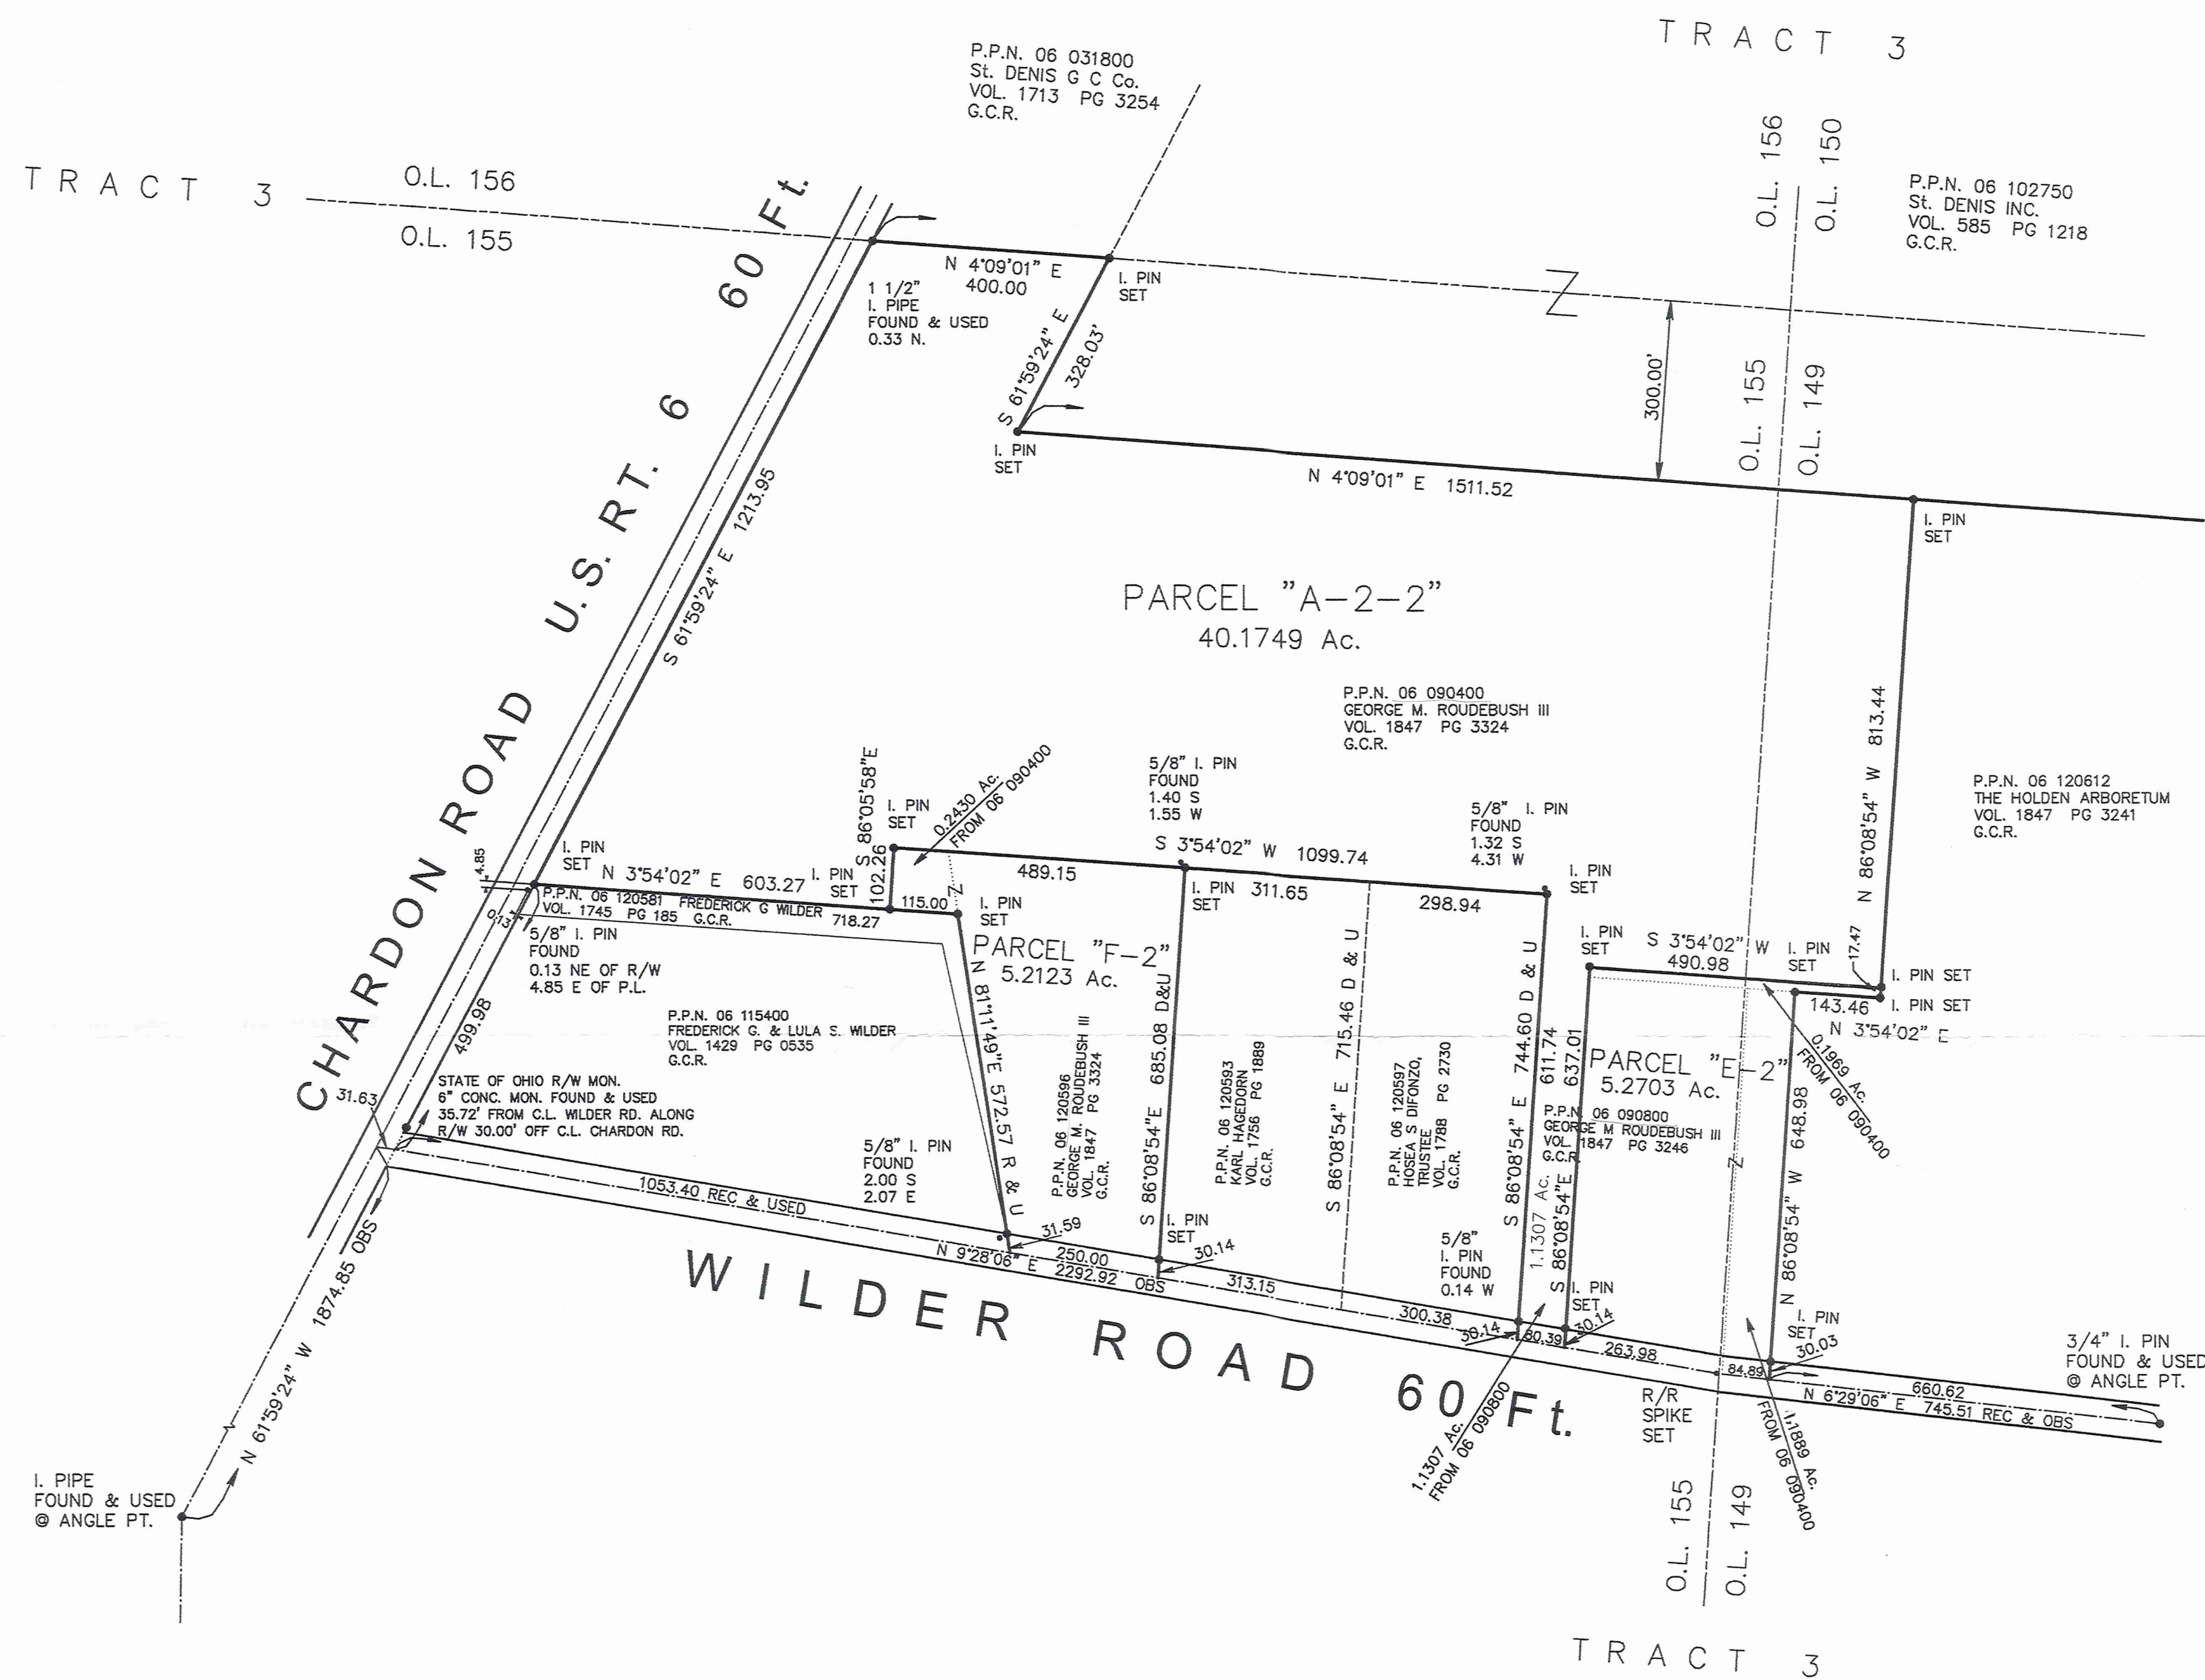 TRACT 3
P.P.N. 06 031800
St. DENIS G C Co.
VOL. 1713 PG 3254
G.C.R.
TRACT 3
O.L. 156
O.L. 155
O.L. 156
O.L. 150
P.P.N. 06 102750
St. DENIS INC.
VOL. 585 PG 1218
G.C.R.
CHARDON ROAD U.S. RT. 6 60 Ft.
N 4°09'01" E
400.00
1 1/2"
I. PIPE
FOUND & USED
0.33 N.
I. PIN
SET
S 61°59'24" E
328.03'
Z
300.00'
O.L. 155
O.L. 149
I. PIN
SET
N 4°09'01" E 1511.52
I. PIN
SET
S 61°59'24" E 1213.95
PARCEL "A-2-2"
40.1749 Ac.
P.P.N. 06 090400
GEORGE M. ROUDEBUSH III
VOL. 1847 PG 3324
G.C.R.
N 86°08'54" W 813.44
P.P.N. 06 120612
THE HOLDEN ARBORETUM
VOL. 1847 PG 3241
G.C.R.
4.85
I. PIN
SET
N 3°54'02" E 603.27
I. PIN
SET
S 86°05'58"E
102.26
I. PIN
SET
0.2430 Ac.
FROM 06 090400
5/8" I. PIN
FOUND
1.40 S
1.55 W
S 3°54'02" W 1099.74
489.15
5/8" I. PIN
FOUND
1.32 S
4.31 W
I. PIN
SET
I. PIN
SET
311.65
298.94
P.P.N. 06 120581 FREDERICK G WILDER
VOL. 1745 PG 185 G.C.R.
718.27
115.00
I. PIN
SET
0.13
5/8" I. PIN
FOUND
0.13 NE OF R/W
4.85 E OF P.L.
PARCEL "F-2"
5.2123 Ac.
I. PIN
SET
S 3°54'02" W
490.98
I. PIN
SET
17.47
I. PIN SET
I. PIN SET
143.46
N 3°54'02" E
0.1969 Ac.
FROM 06 090400
499.98
P.P.N. 06 115400
FREDERICK G. & LULA S. WILDER
VOL. 1429 PG 0535
G.C.R.
N 81°11'49"E 572.57 R & U
P.P.N. 06 120596
GEORGE M. ROUDEBUSH III
VOL. 1847 PG 3324
G.C.R.
S 86°08'54"E 685.08 D&U
P.P.N. 06 120593
KARL HAGEDORN
VOL. 1756 PG 1889
G.C.R.
S 86°08'54" E 715.46 D & U
P.P.N. 06 120597
HOSEA S DIFONZO,
TRUSTEE
VOL. 1788 PG 2730
G.C.R.
S 86°08'54" E 744.60 D & U
611.74
637.01
1.1307 Ac.
S 86°08'54"E
PARCEL "E-2"
5.2703 Ac.
P.P.N. 06 090800
GEORGE M ROUDEBUSH III
VOL. 1847 PG 3246
G.C.R.
N 86°08'54" W 648.98
31.63
STATE OF OHIO R/W MON.
6" CONC. MON. FOUND & USED
35.72' FROM C.L. WILDER RD. ALONG
R/W 30.00' OFF C.L. CHARDON RD.
5/8" I. PIN
FOUND
2.00 S
2.07 E
1053.40 REC & USED
31.59
I. PIN
SET
30.14
250.00
N 9°28'06" E 2292.92 OBS
313.15
5/8"
I. PIN
FOUND
0.14 W
300.38
30.14
80.39
I. PIN
SET
30.14
263.98
84.89
I. PIN
SET
30.03
660.62
N 6°29'06" E 745.51 REC & OBS
3/4" I. PIN
FOUND & USED
@ ANGLE PT.
WILDER ROAD 60 Ft.
1.1307 Ac.
FROM 06 090800
R/R
SPIKE
SET
1.1889 Ac.
FROM 06 090400
N 61°59'24" W 1874.85 OBS
I. PIPE
FOUND & USED
@ ANGLE PT.
O.L. 155
O.L. 149
TRACT 3